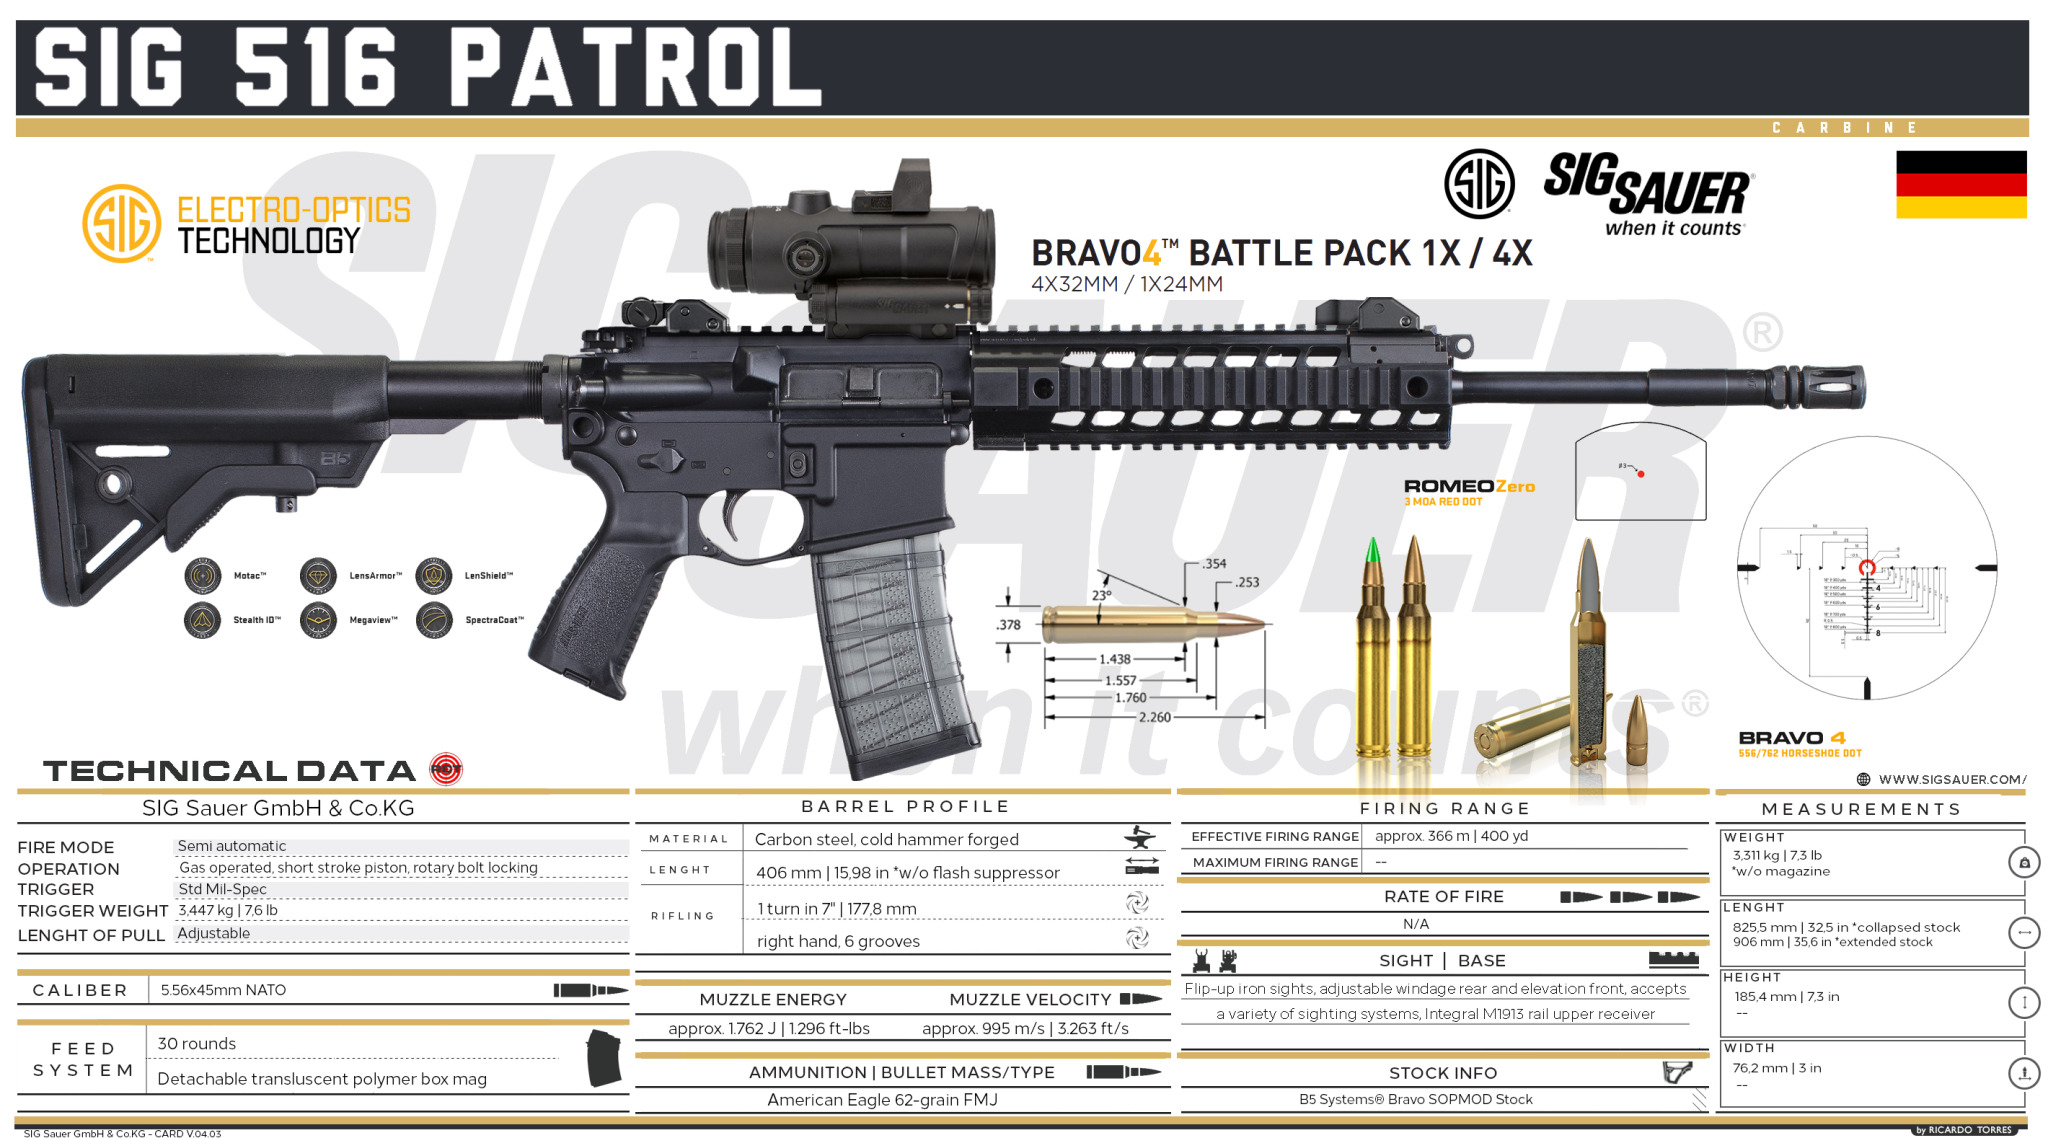 SIG 516 PATROL
CARBINE
SIG
ELECTRO-OPTICS
TECHNOLOGY
SIG
SIG SAUER®
when it counts
BRAVO4™ BATTLE PACK 1X / 4X
4X32MM / 1X24MM
SIG SAUER ®
when it counts ®
B5
ROMEOZero
3 MOA RED DOT
Ø3
Motac™
LensArmor™
LenShield™
Stealth ID™
Megaview™
SpectraCoat™
.354
.253
23°
.378
1.438
1.557
1.760
2.260
4
6
8
BRAVO 4
556/762 HORSESHOE DOT
WWW.SIGSAUER.COM/
TECHNICAL DATA
SIG Sauer GmbH & Co.KG
FIRE MODE Semi automatic
OPERATION Gas operated, short stroke piston, rotary bolt locking
TRIGGER Std Mil-Spec
TRIGGER WEIGHT 3,447 kg | 7,6 lb
LENGHT OF PULL Adjustable
CALIBER 5.56x45mm NATO
FEED SYSTEM
30 rounds
Detachable transluscent polymer box mag
BARREL PROFILE
MATERIAL Carbon steel, cold hammer forged
LENGHT 406 mm | 15,98 in *w/o flash suppressor
RIFLING
1 turn in 7" | 177,8 mm
right hand, 6 grooves
MUZZLE ENERGY MUZZLE VELOCITY
approx. 1.762 J | 1.296 ft-lbs approx. 995 m/s | 3.263 ft/s
AMMUNITION | BULLET MASS/TYPE
American Eagle 62-grain FMJ
FIRING RANGE
EFFECTIVE FIRING RANGE approx. 366 m | 400 yd
MAXIMUM FIRING RANGE --
RATE OF FIRE
N/A
SIGHT | BASE
Flip-up iron sights, adjustable windage rear and elevation front, accepts
a variety of sighting systems, Integral M1913 rail upper receiver
STOCK INFO
B5 Systems® Bravo SOPMOD Stock
MEASUREMENTS
WEIGHT
3,311 kg | 7,3 lb
*w/o magazine
LENGHT
825,5 mm | 32,5 in *collapsed stock
906 mm | 35,6 in *extended stock
HEIGHT
185,4 mm | 7,3 in
--
WIDTH
76,2 mm | 3 in
--
SIG Sauer GmbH & Co.KG - CARD V.04.03
by RICARDO TORRES